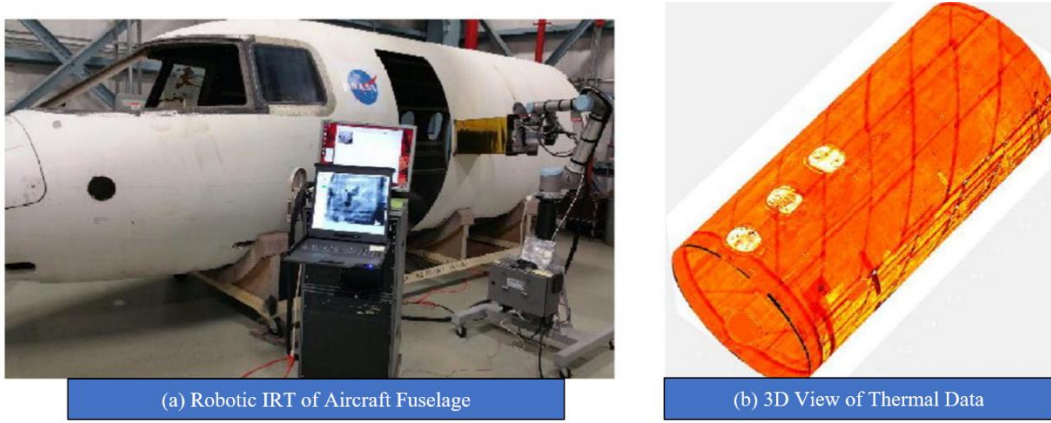 NASA
(a) Robotic IRT of Aircraft Fuselage
(b) 3D View of Thermal Data